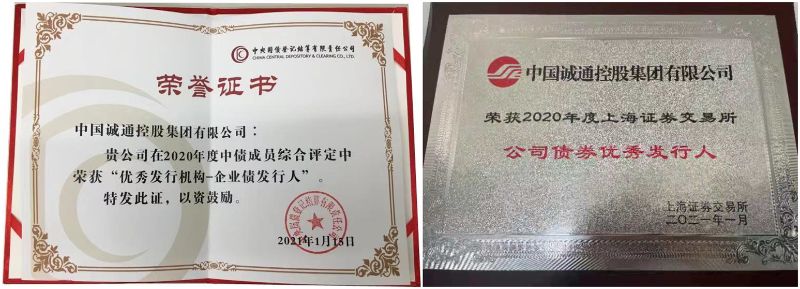 中央国债登记结算有限责任公司
CHINA CENTRAL DEPOSITORY & CLEARING CO., LTD.
荣誉证书
中国诚通控股集团有限公司：
贵公司在2020年度中债成员综合评定中
荣获“优秀发行机构-企业债发行人”。
特发此证，以资鼓励。
2021年1月15日
中国诚通控股集团有限公司
荣获2020年度上海证券交易所
公司债券优秀发行人
上海证券交易所
二〇二一年一月